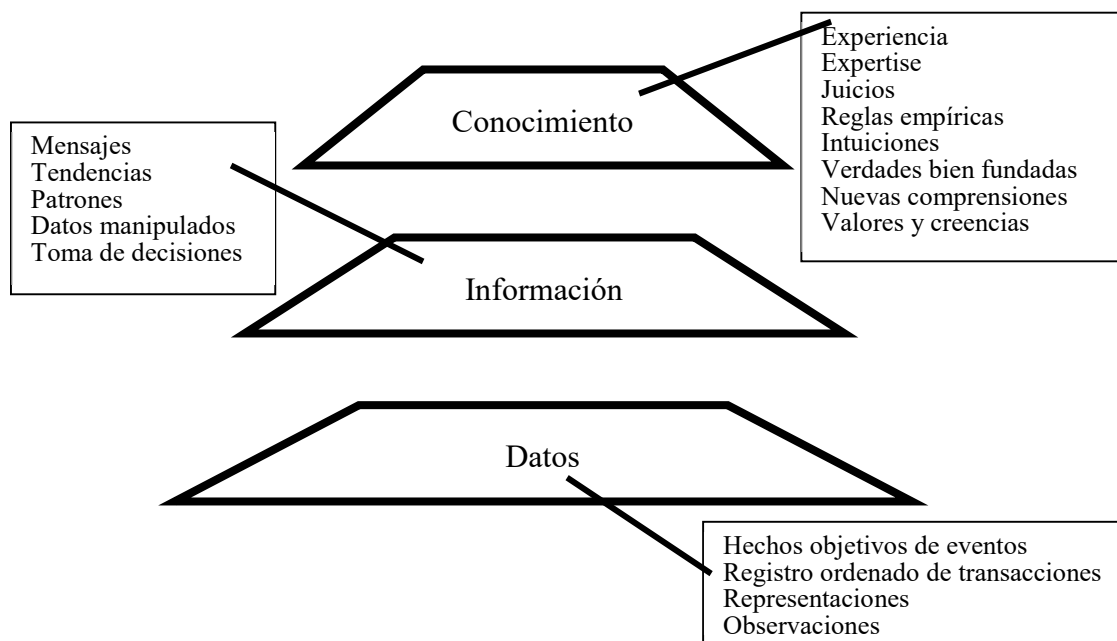 Experiencia
Expertise
Juicios
Reglas empíricas
Intuiciones
Verdades bien fundadas
Nuevas comprensiones
Valores y creencias
Conocimiento
Mensajes
Tendencias
Patrones
Datos manipulados
Toma de decisiones
Información
Datos
Hechos objetivos de eventos
Registro ordenado de transacciones
Representaciones
Observaciones